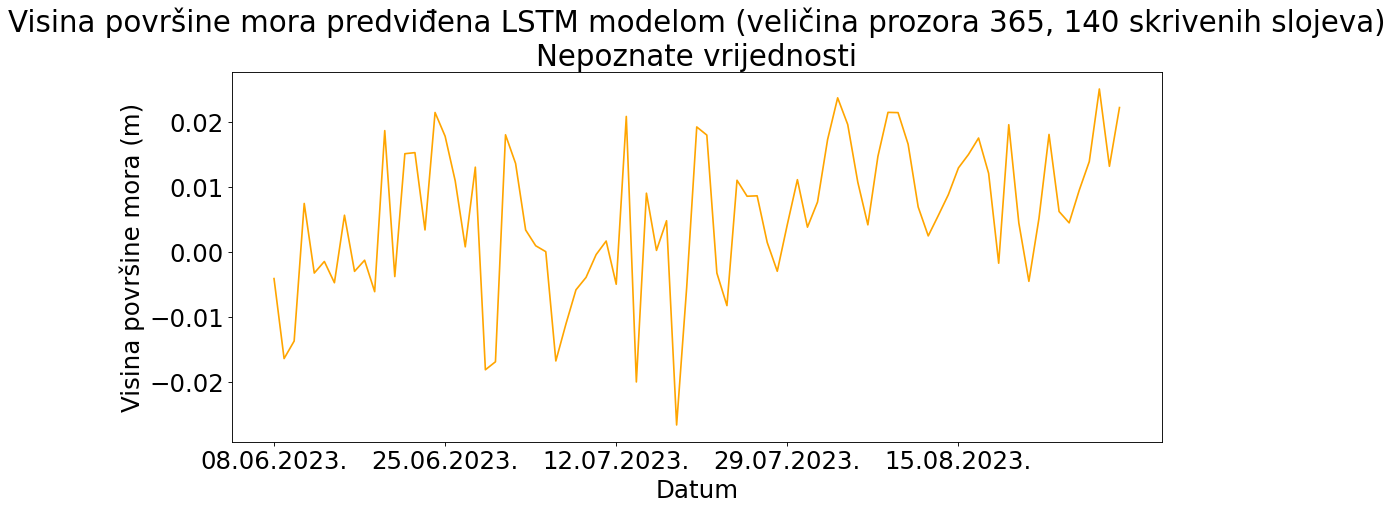 Visina površine mora predviđena LSTM modelom (veličina prozora 365, 140 skrivenih slojeva)
Nepoznate vrijednosti
Visina površine mora (m)
0.02
0.01
0.00
−0.01
−0.02
08.06.2023. 25.06.2023. 12.07.2023. 29.07.2023. 15.08.2023.
Datum